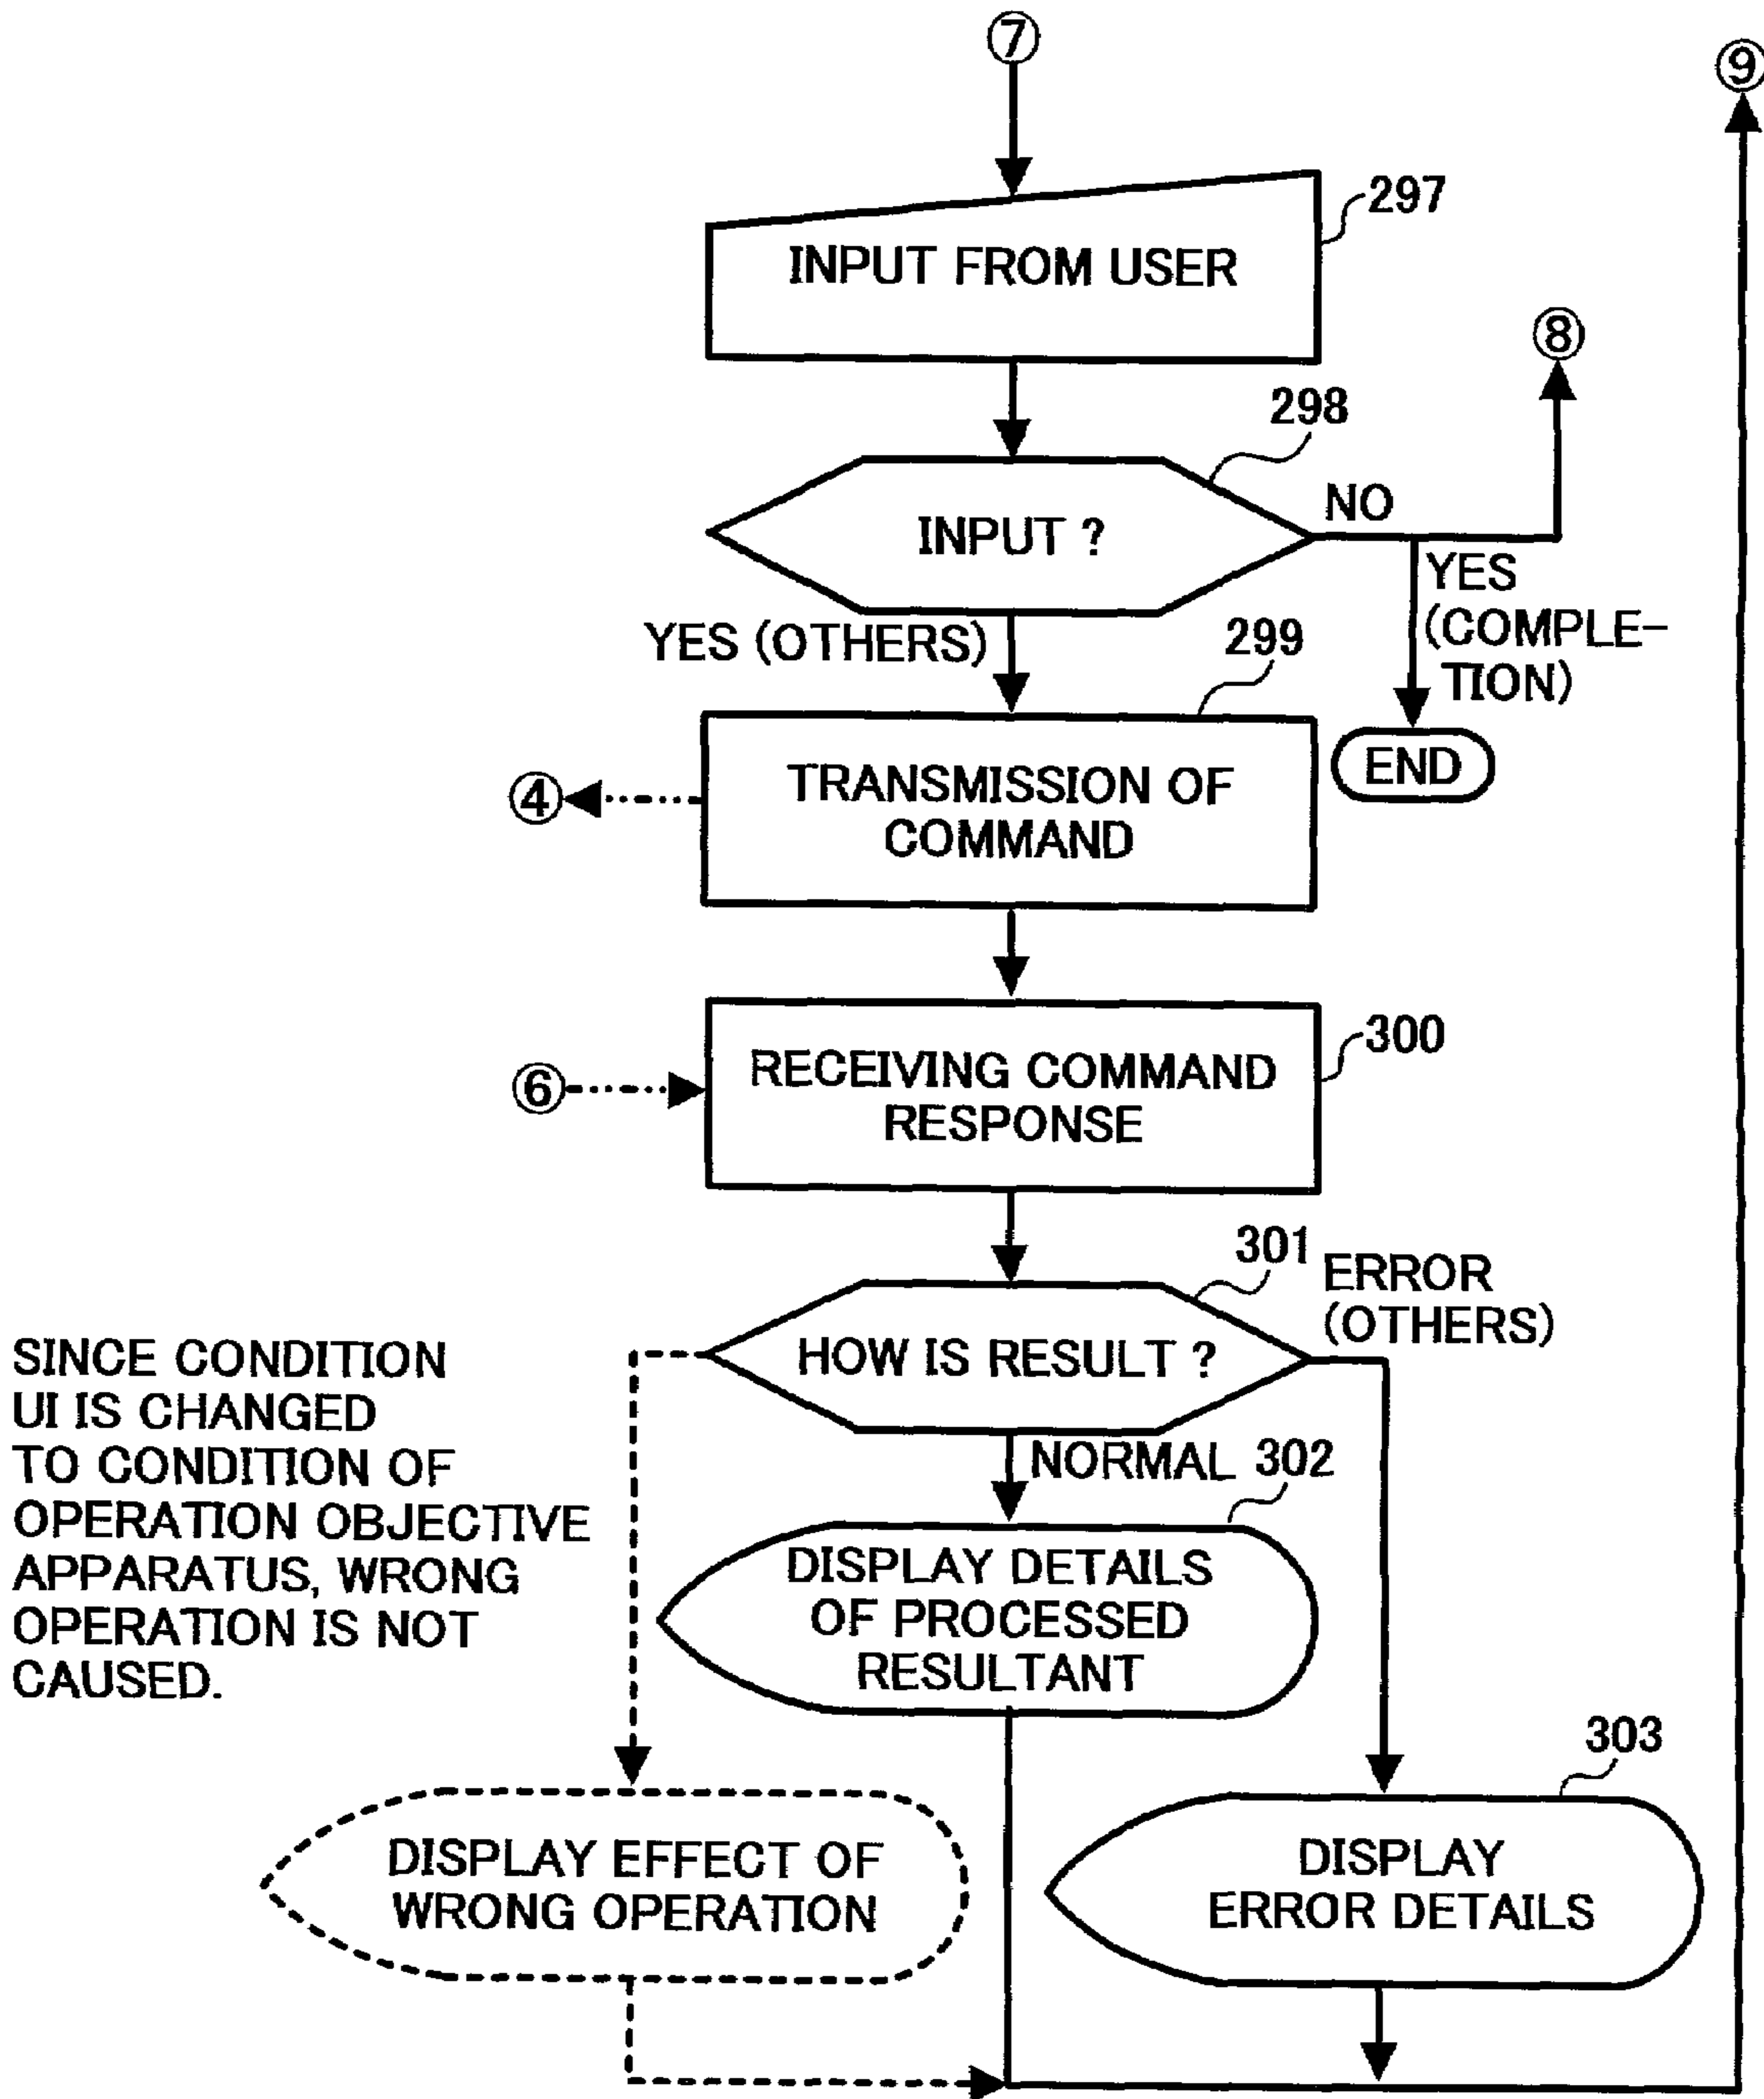 ⑦
⑨
297
INPUT FROM USER
⑧
298
NO
INPUT ?
YES
(COMPLE-
TION)
YES (OTHERS)
299
END
④
TRANSMISSION OF
COMMAND
300
⑥
RECEIVING COMMAND
RESPONSE
301
ERROR
(OTHERS)
HOW IS RESULT ?
SINCE CONDITION
UI IS CHANGED
TO CONDITION OF
OPERATION OBJECTIVE
APPARATUS, WRONG
OPERATION IS NOT
CAUSED.
NORMAL
302
DISPLAY DETAILS
OF PROCESSED
RESULTANT
303
DISPLAY EFFECT OF
WRONG OPERATION
DISPLAY
ERROR DETAILS